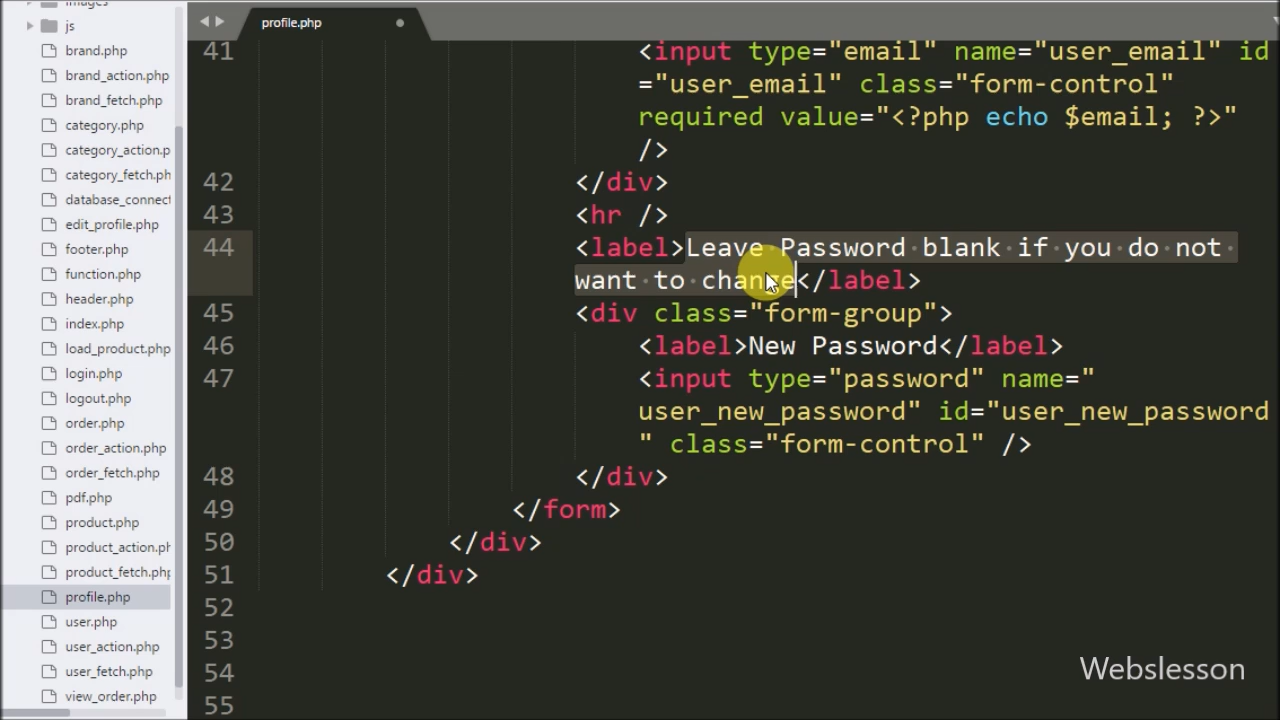 images
js
brand.php
brand_action.php
brand_fetch.php
category.php
category_action.p
category_fetch.ph
database_connect
edit_profile.php
footer.php
function.php
header.php
index.php
load_product.php
login.php
logout.php
order.php
order_action.php
order_fetch.php
pdf.php
product.php
product_action.ph
product_fetch.php
profile.php
user.php
user_action.php
user_fetch.php
view_order.php
profile.php
41 <input type="email" name="user_email" id
="user_email" class="form-control"
required value="<?php echo $email; ?>"
/>
42 </div>
43 <hr />
44 <label>Leave Password blank if you do not
want to change</label>
45 <div class="form-group">
46 <label>New Password</label>
47 <input type="password" name="
user_new_password" id="user_new_password
" class="form-control" />
48 </div>
49 </form>
50 </div>
51 </div>
52
53
54
55
Webslesson